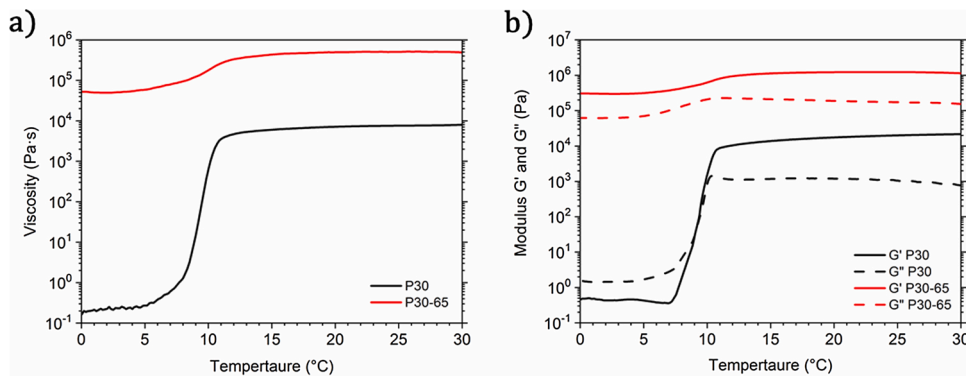 a)
10^6
10^5
10^4
10^3
10^2
10^1
10^0
10^-1
Viscosity (Pa·s)
P30
P30-65
0 5 10 15 20 25 30
Tempertaure (°C)
b)
10^7
10^6
10^5
10^4
10^3
10^2
10^1
10^0
10^-1
Modulus G' and G" (Pa)
G' P30
G" P30
G' P30-65
G" P30-65
0 5 10 15 20 25 30
Tempertaure (°C)